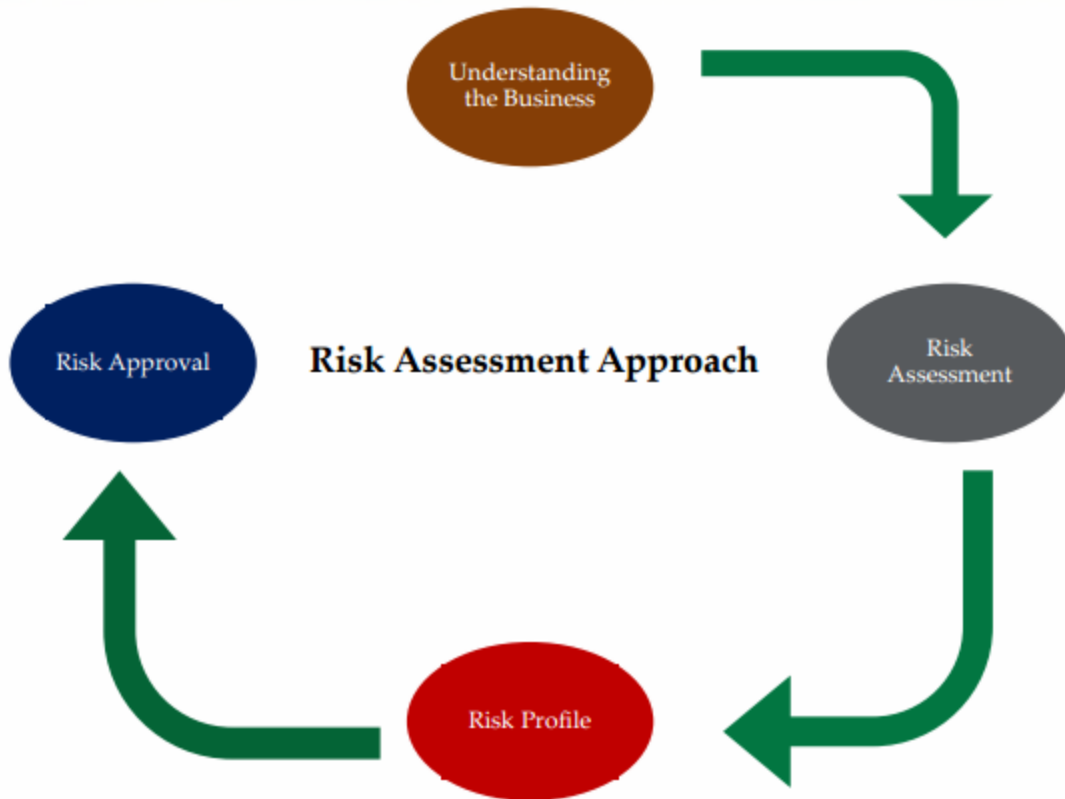 Understanding
the Business
Risk Approval
Risk Assessment Approach
Risk
Assessment
Risk Profile